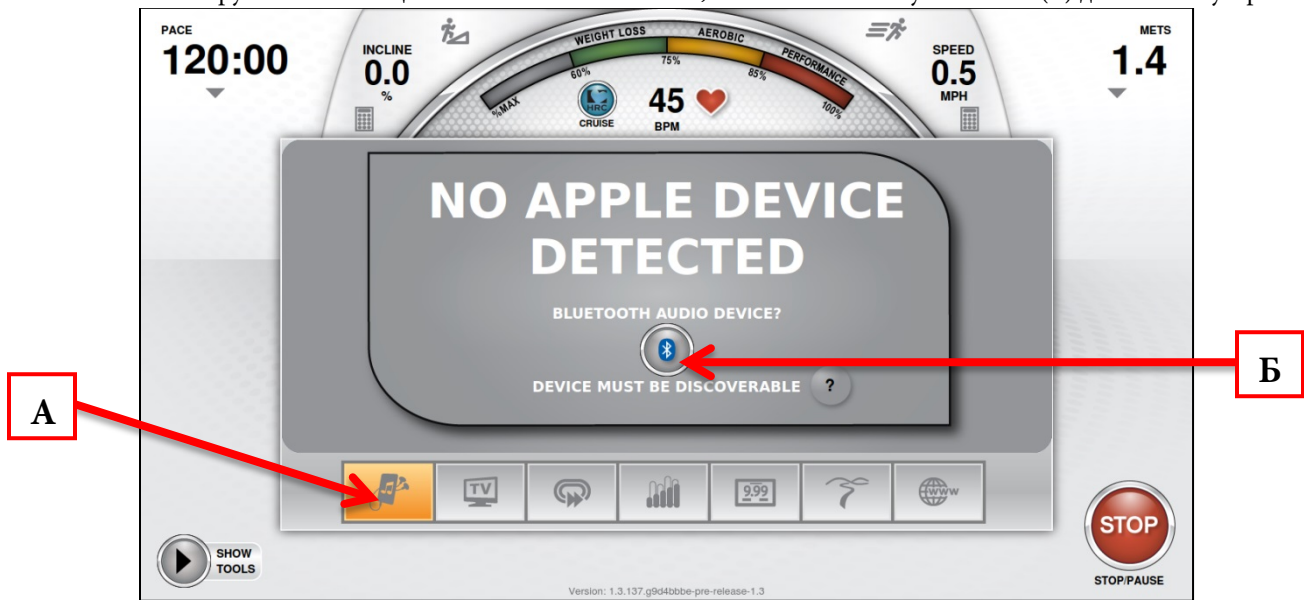 PACE
120:00
INCLINE
0.0
%
WEIGHT LOSS
AEROBIC
PERFORMANCE
%MAX
60%
75%
85%
100%
HRC
CRUISE
45
BPM
SPEED
0.5
MPH
METS
1.4
NO APPLE DEVICE
DETECTED
BLUETOOTH AUDIO DEVICE?
DEVICE MUST BE DISCOVERABLE ?
А
Б
TV
9.99
www
SHOW
TOOLS
STOP
STOP/PAUSE
Version: 1.3.137.g9d4bbbe-pre-release-1.3